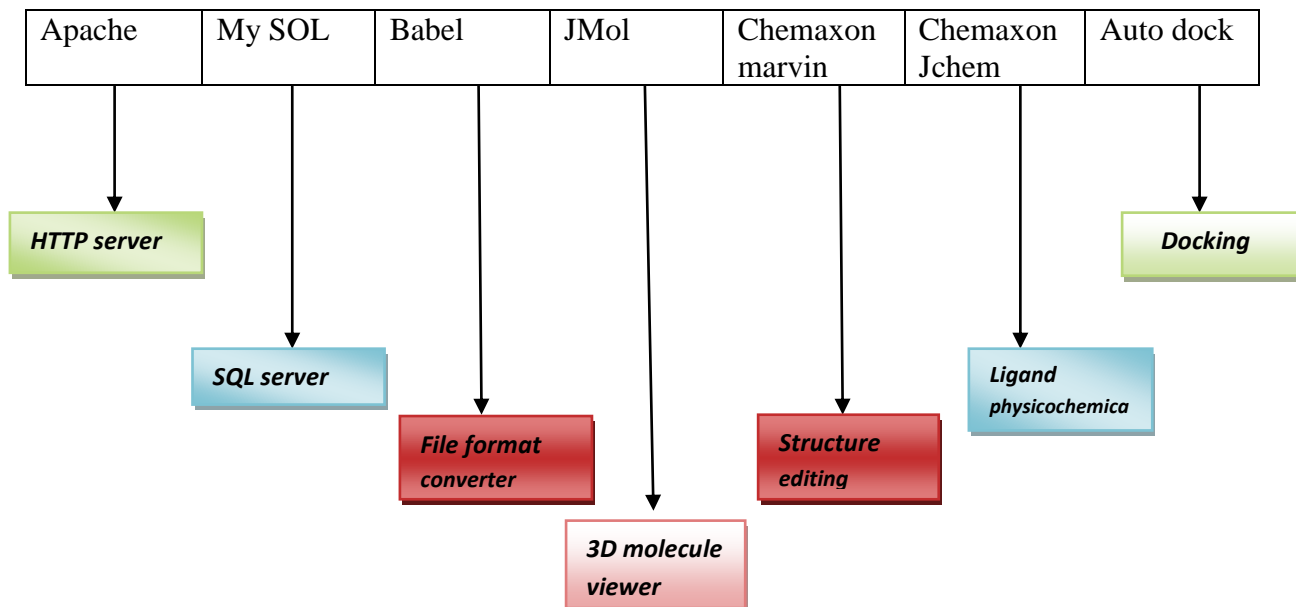 Apache
My SOL
Babel
JMol
Chemaxon
marvin
Chemaxon
Jchem
Auto dock
HTTP server
Docking
SQL server
Ligand
physicochemica
File format
converter
Structure
editing
3D molecule
viewer